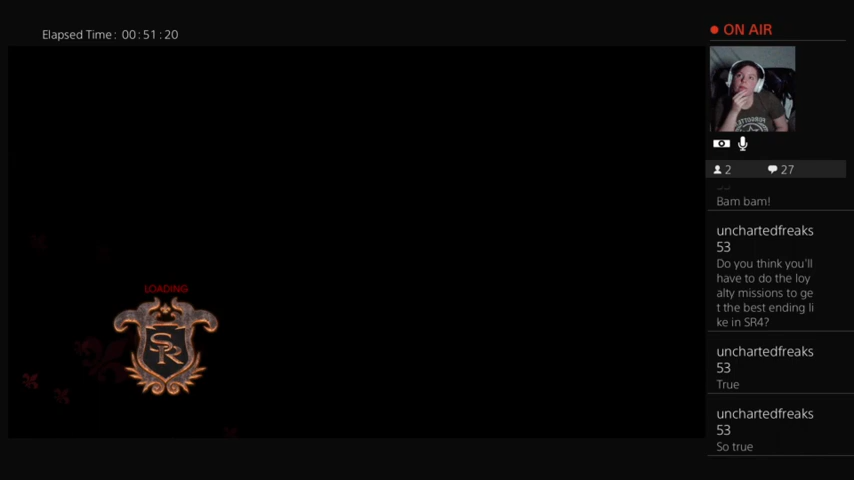 Elapsed Time: 00:51:20
ON AIR
2
27
Bam bam!
unchartedfreaks
53
Do you think you'll
have to do the loy
alty missions to ge
t the best ending li
ke in SR4?
unchartedfreaks
53
True
unchartedfreaks
53
So true
LOADING
SR